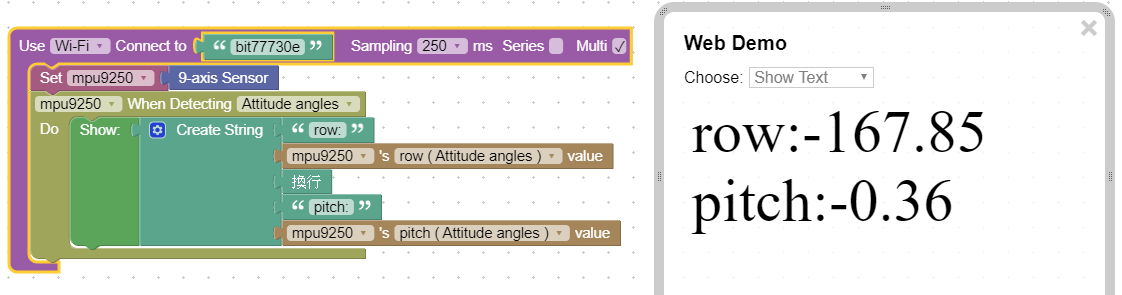 Use Wi-Fi Connect to “ bit77730e ” Sampling 250 ms Series Multi ✓
Set mpu9250 9-axis Sensor
mpu9250 When Detecting Attitude angles
Do Show: Create String “ row: ”
mpu9250 's row ( Attitude angles ) value
換行
“ pitch: ”
mpu9250 's pitch ( Attitude angles ) value
Web Demo
Choose: Show Text
row:-167.85
pitch:-0.36